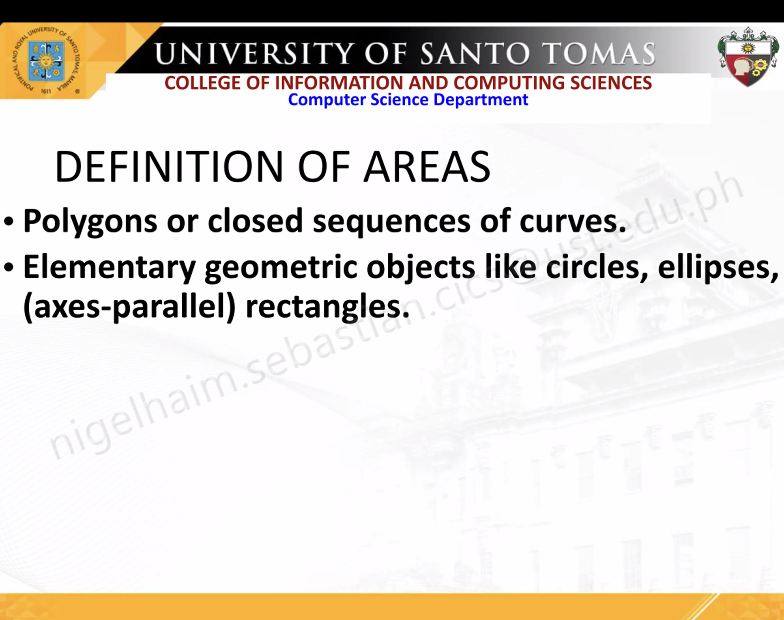 UNIVERSITY OF SANTO TOMAS
COLLEGE OF INFORMATION AND COMPUTING SCIENCES
Computer Science Department
DEFINITION OF AREAS
• Polygons or closed sequences of curves.
• Elementary geometric objects like circles, ellipses,
(axes-parallel) rectangles.
nigelhaim.sebastian.cics@ust.edu.ph